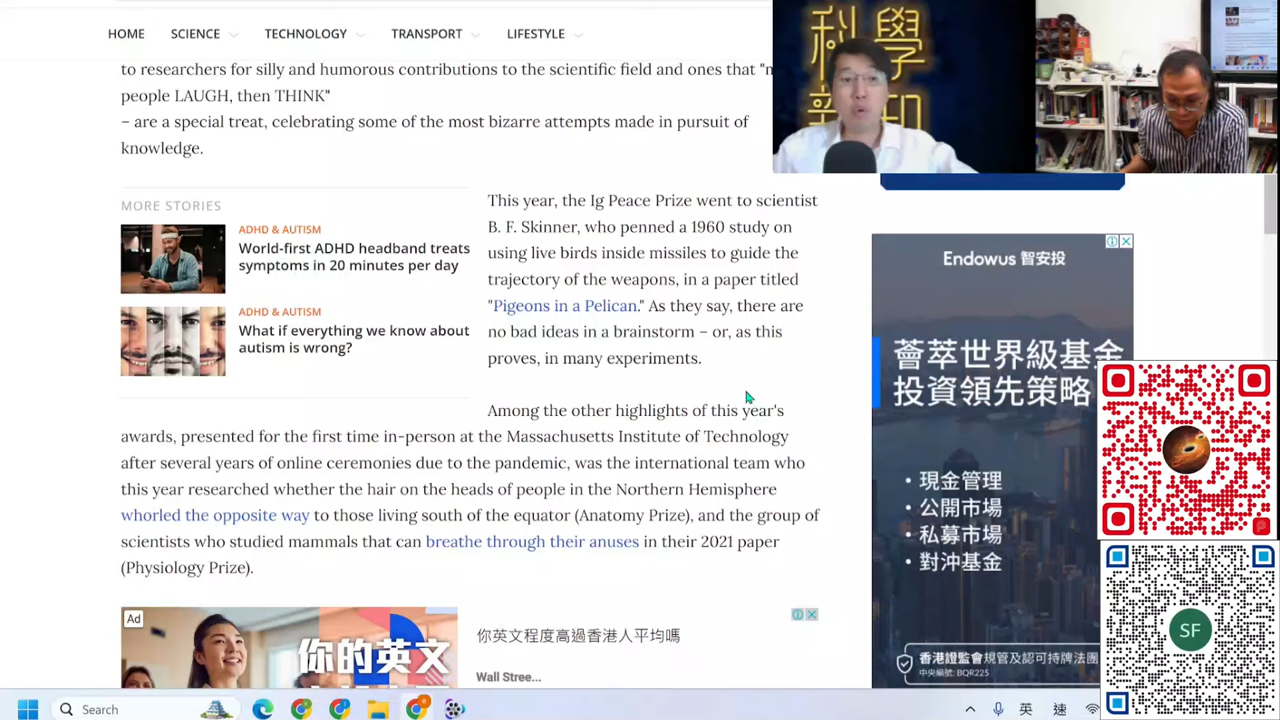 HOME
SCIENCE
TECHNOLOGY
TRANSPORT
LIFESTYLE
to researchers for silly and humorous contributions to the scientific field and ones that "m
people LAUGH, then THINK"
– are a special treat, celebrating some of the most bizarre attempts made in pursuit of
knowledge.
MORE STORIES
ADHD & AUTISM
World-first ADHD headband treats
symptoms in 20 minutes per day
ADHD & AUTISM
What if everything we know about
autism is wrong?
This year, the Ig Peace Prize went to scientist
B. F. Skinner, who penned a 1960 study on
using live birds inside missiles to guide the
trajectory of the weapons, in a paper titled
"Pigeons in a Pelican." As they say, there are
no bad ideas in a brainstorm – or, as this
proves, in many experiments.
Among the other highlights of this year's
awards, presented for the first time in-person at the Massachusetts Institute of Technology
after several years of online ceremonies due to the pandemic, was the international team who
this year researched whether the hair on the heads of people in the Northern Hemisphere
whorled the opposite way to those living south of the equator (Anatomy Prize), and the group of
scientists who studied mammals that can breathe through their anuses in their 2021 paper
(Physiology Prize).
Ad
你的英文
你英文程度高過香港人平均嗎
Wall Stree...
科學
Endowus 智安投
薈萃世界級基金
投資領先策略
• 現金管理
• 公開市場
• 私募市場
• 對沖基金
香港證監會規管及認可持牌法團
中央編號: BQR225
SF
Search
英
速